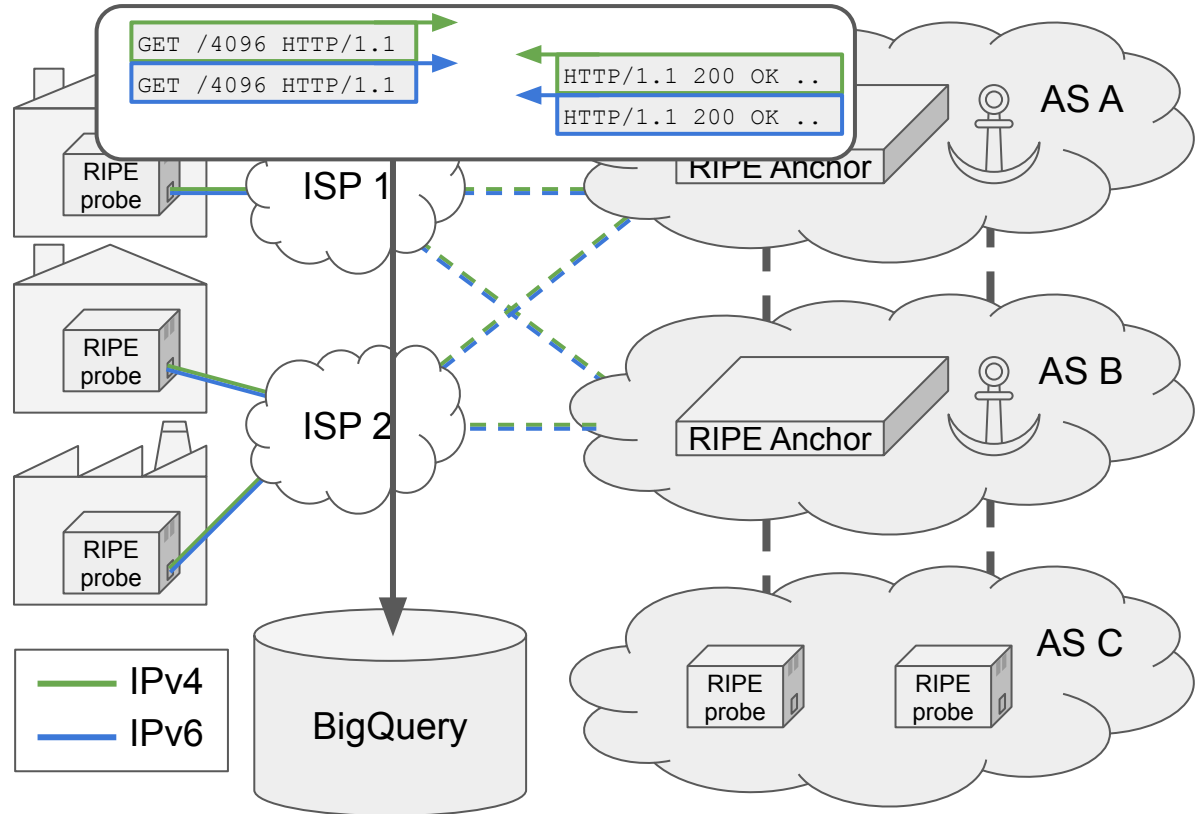 GET /4096 HTTP/1.1
GET /4096 HTTP/1.1
HTTP/1.1 200 OK ..
HTTP/1.1 200 OK ..
AS A
RIPE
probe
ISP 1
RIPE Anchor
RIPE
probe
ISP 2
AS B
RIPE Anchor
RIPE
probe
AS C
RIPE
probe
RIPE
probe
IPv4
IPv6
BigQuery